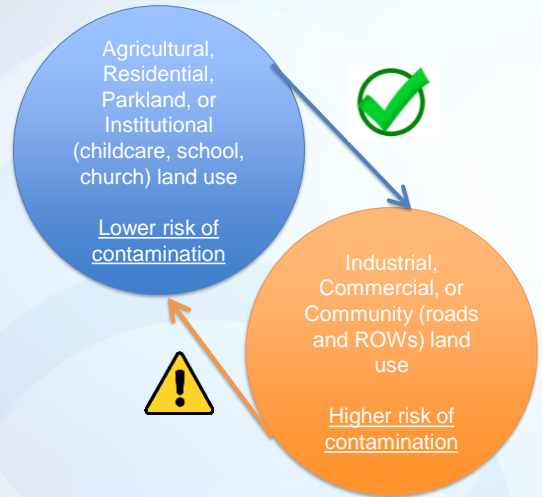 Agricultural,
Residential,
Parkland, or
Institutional
(childcare, school,
church) land use
Lower risk of
contamination
Industrial,
Commercial, or
Community (roads
and ROWs) land
use
Higher risk of
contamination